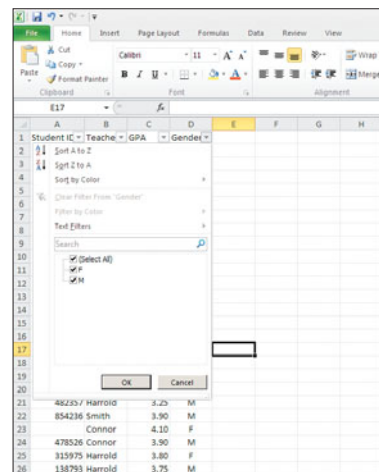 File Home Insert Page Layout Formulas Data Review View
Cut
Copy
Format Painter
Paste
Calibri 11 A A
Wrap
B I U A
Merge
Clipboard Font Alignment
E17 fx
A B C D E F G H
1 Student IC Teache GPA Gender
2 Sort A to Z
3 Sort Z to A
4 Sort by Color
5
6 Clear Filter From "Gender"
7 Filter by Color
8 Text Filters
9 Search
10 (Select All)
11 F
12 M
13
14
15
16
17
18
19
20 OK Cancel
21 482357 Harrold 3.25 M
22 854236 Smith 3.90 M
23 Connor 4.10 F
24 478526 Connor 3.90 M
25 315975 Harrold 3.80 F
26 138793 Harrold 3.75 M